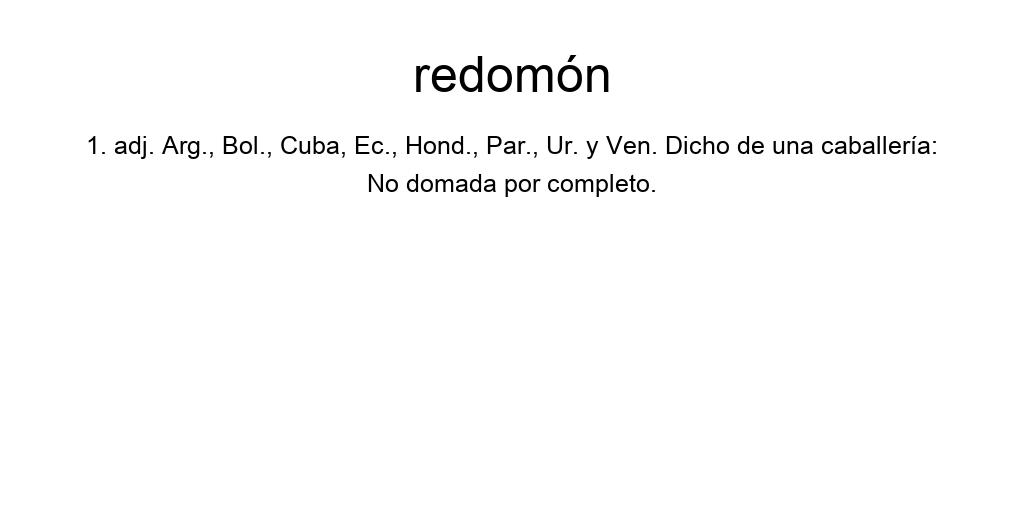 redomón
1. adj. Arg., Bol., Cuba, Ec., Hond., Par., Ur. y Ven. Dicho de una caballería:
No domada por completo.